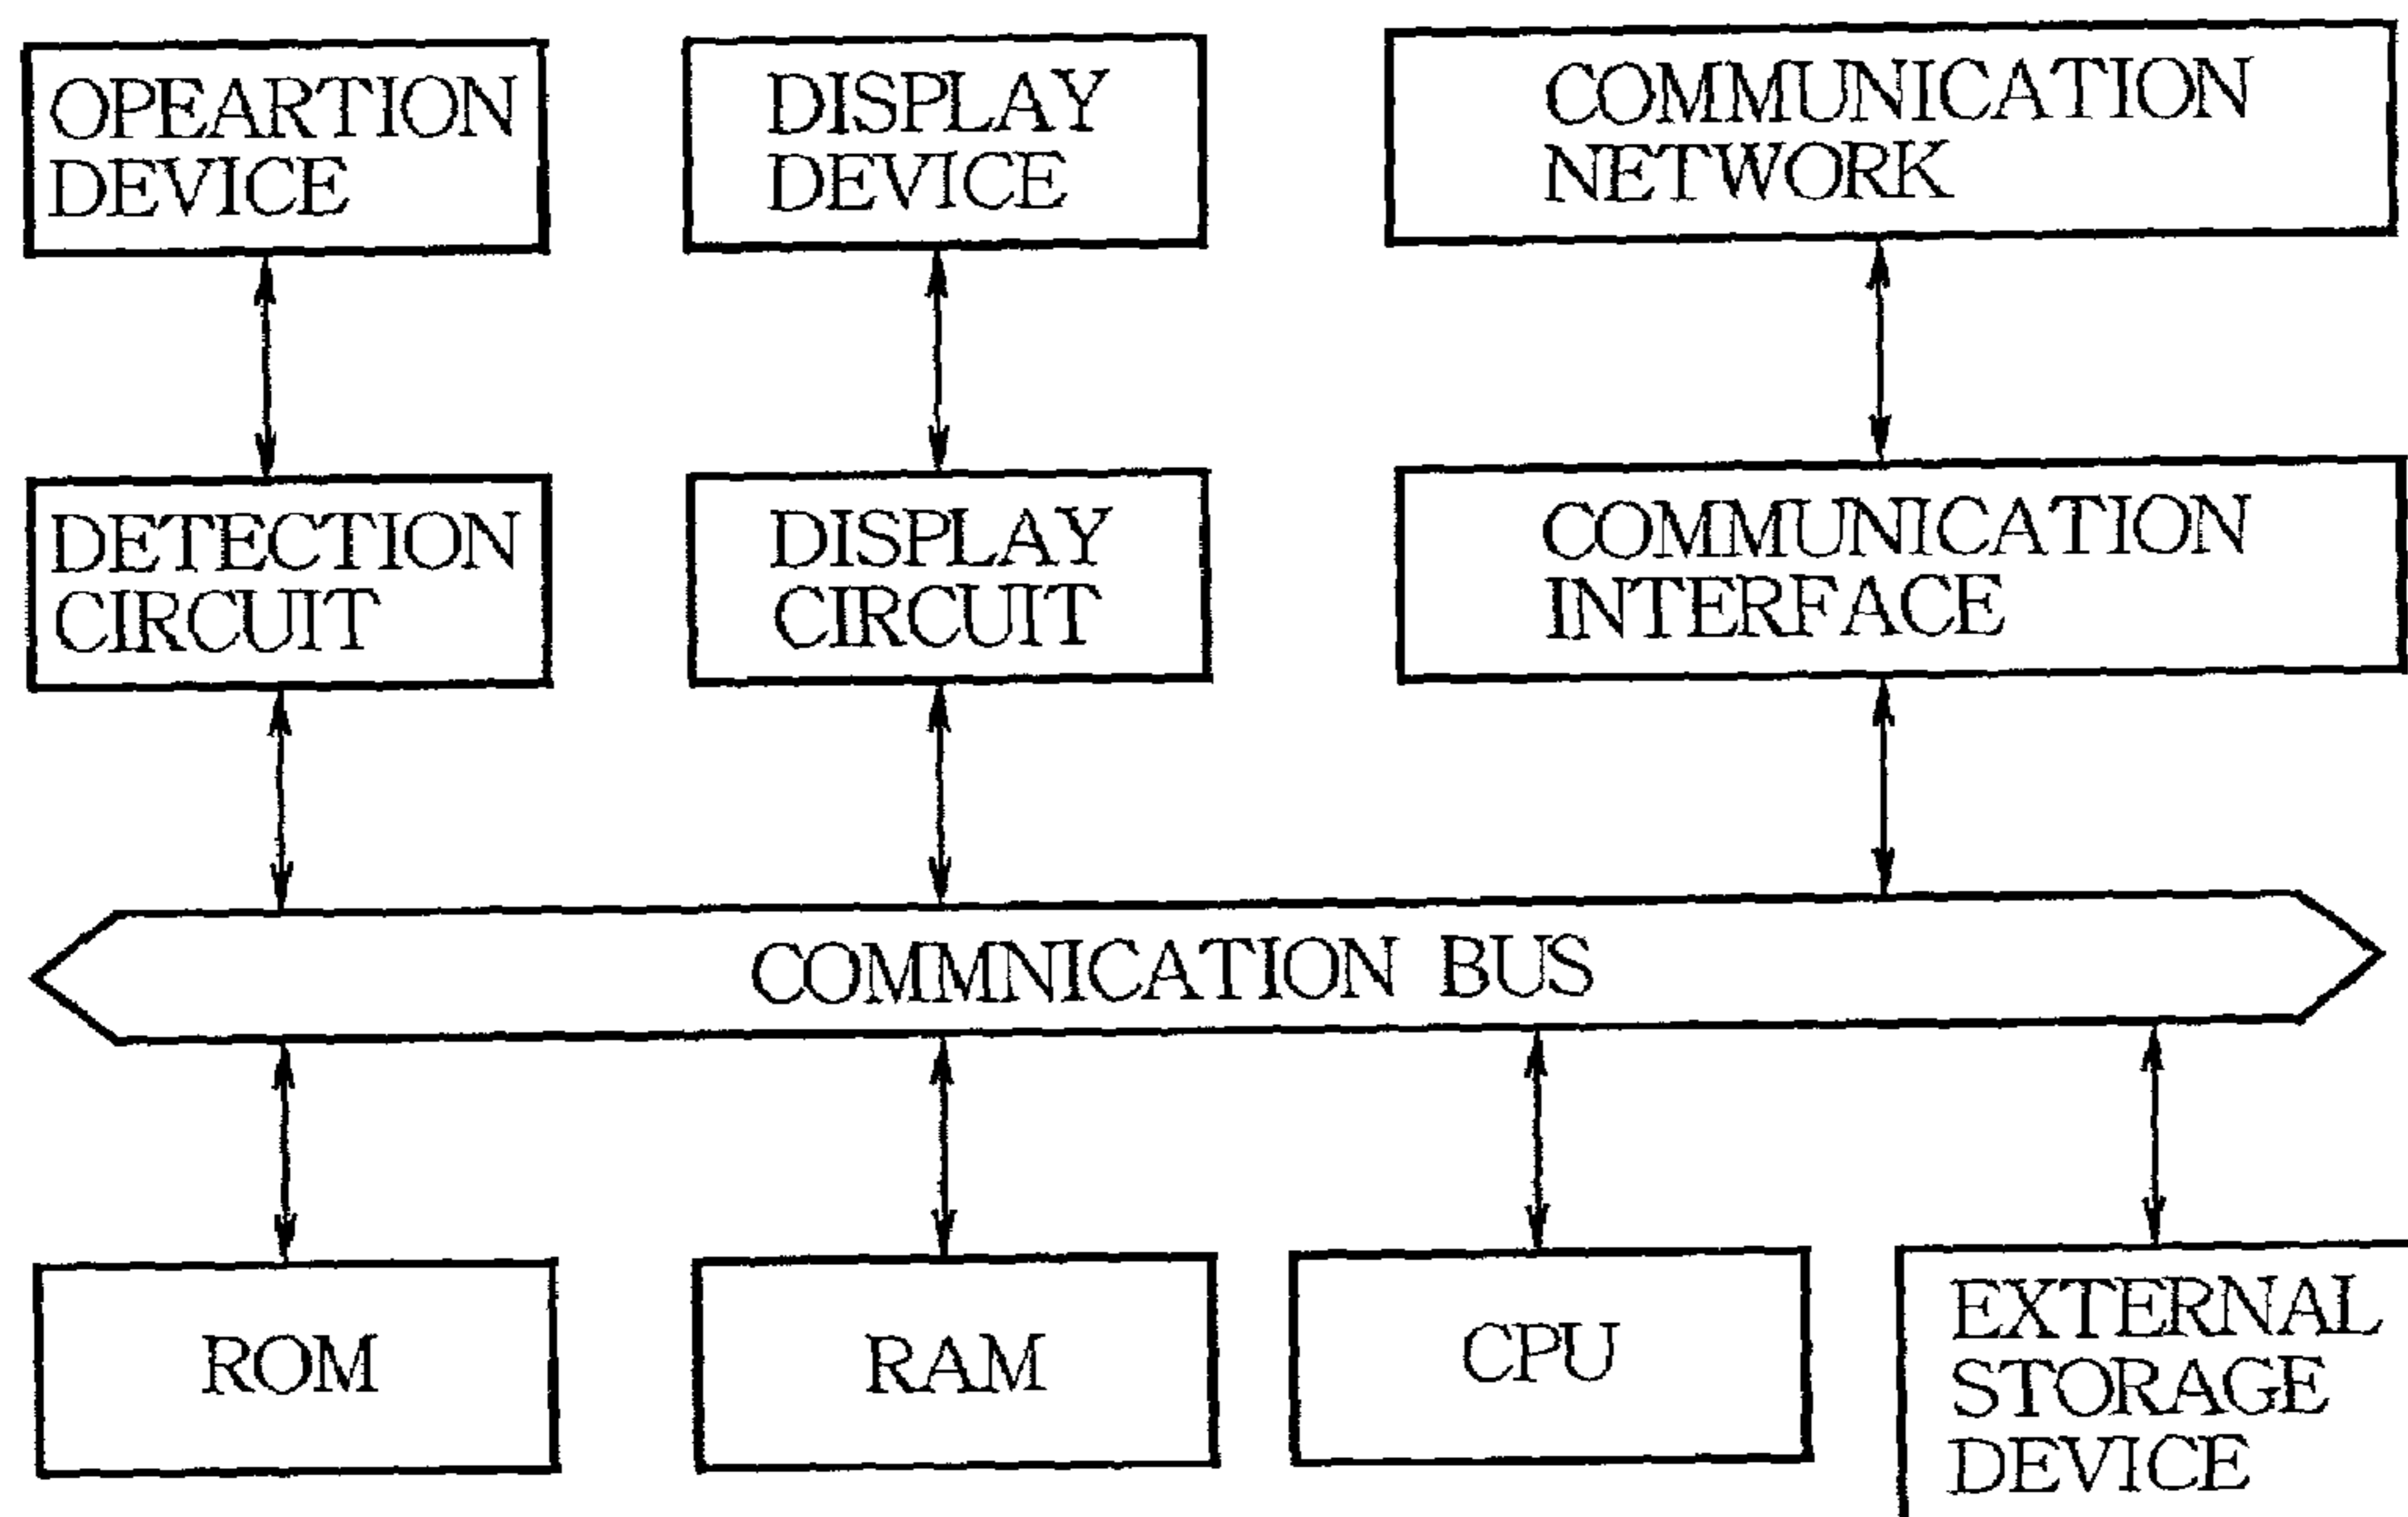 OPEARTION
DEVICE
DISPLAY
DEVICE
COMMUNICATION
NETWORK
DETECTION
CIRCUIT
DISPLAY
CIRCUIT
COMMUNICATION
INTERFACE
COMMNICATION BUS
ROM
RAM
CPU
EXTERNAL
STORAGE
DEVICE